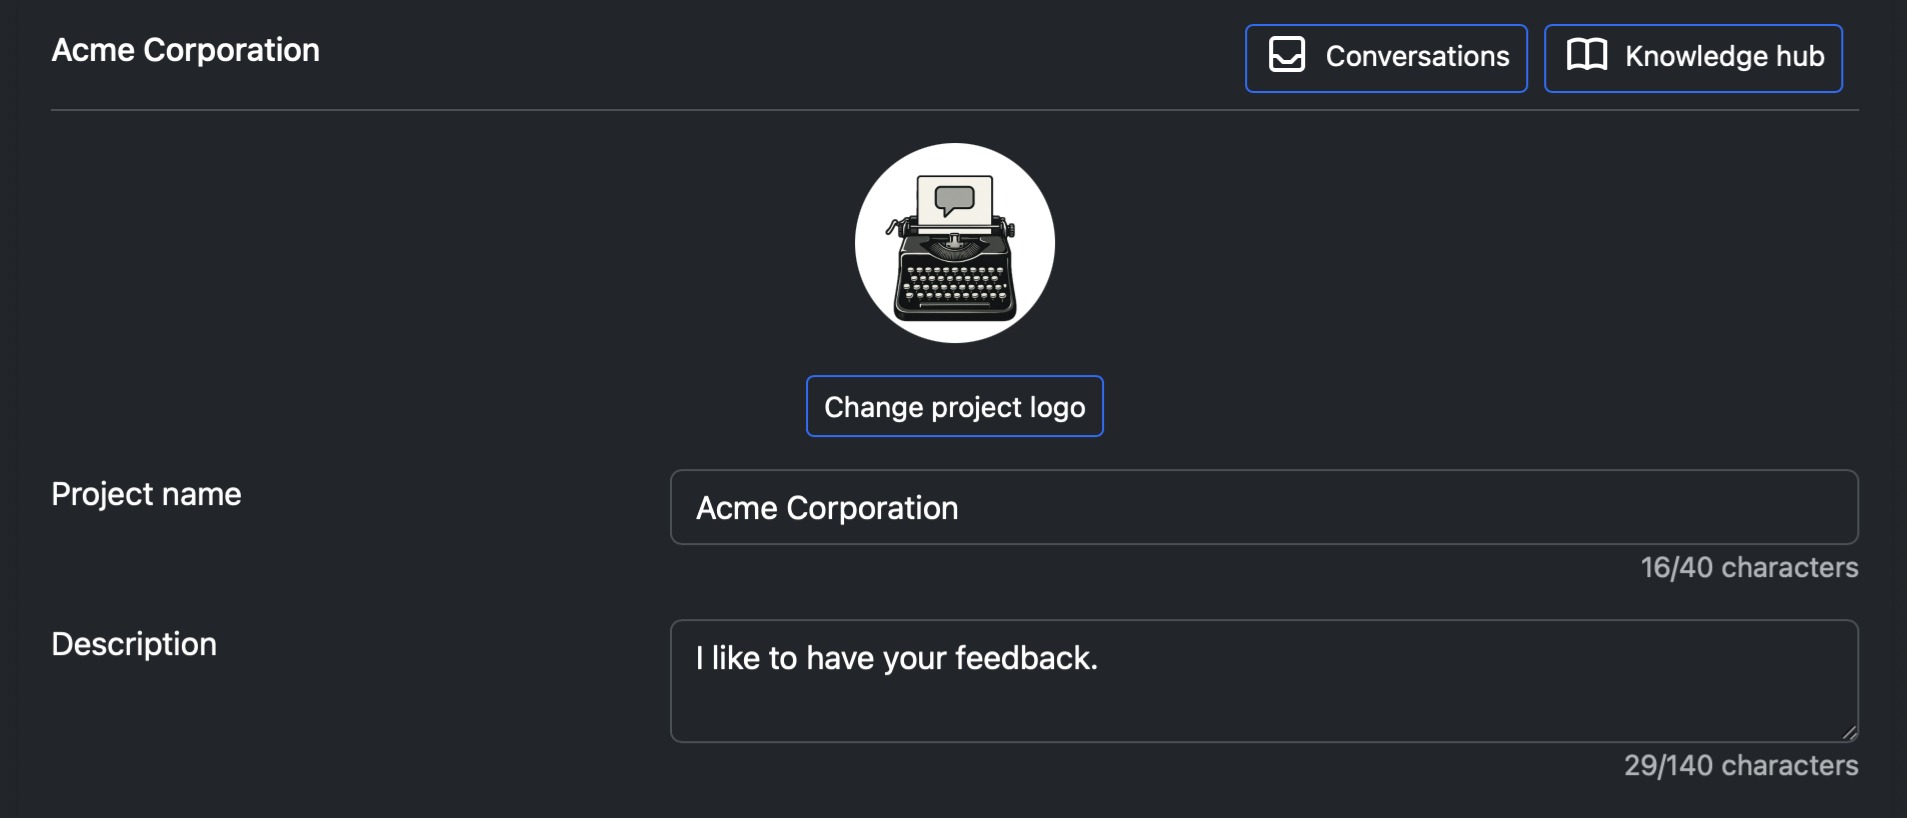 Acme Corporation
Conversations
Knowledge hub
Change project logo
Project name
Acme Corporation
16/40 characters
Description
I like to have your feedback.
29/140 characters